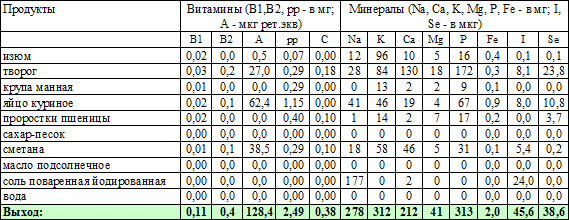 Продукты Витамины (В1,В2, рр - в мг; А - мкг рет.экв) Минералы (Na, Ca, K, Mg, P, Fe - в мг; I, Se - в мкг)
В1 В2 А рр С Na K Ca Mg P Fe I Se
изюм 0,02 0,0 0,5 0,07 0,00 12 96 10 5 16 0,4 0,1 0,1
творог 0,03 0,2 27,0 0,29 0,18 28 84 130 18 172 0,3 8,1 23,8
крупа манная 0,01 0,0 0,0 0,29 0,00 0 13 2 2 9 0,1 0,0 0,0
яйцо куриное 0,02 0,1 62,4 1,15 0,00 41 46 19 4 67 0,9 8,0 10,8
проростки пшеницы 0,02 0,0 0,0 0,40 0,10 1 14 2 7 17 0,2 0,0 3,7
сахар-песок 0,00 0,0 0,0 0,00 0,00 0 0 0 0 0 0,0 0,0 0,0
сметана 0,01 0,1 38,5 0,29 0,10 18 58 46 5 31 0,1 5,4 0,2
масло подсолнечное 0,00 0,0 0,0 0,00 0,00 0 0 0 0 0 0,0 0,0 0,0
соль поваренная йодированная 0,00 0,0 0,0 0,00 0,00 177 0 2 0 0 0,0 24,0 0,0
вода 0,00 0,0 0,0 0,00 0,00 0 0 0 0 0 0,0 0,0 0,0
Выход: 0,11 0,4 128,4 2,49 0,38 278 312 212 41 313 2,0 45,6 38,6